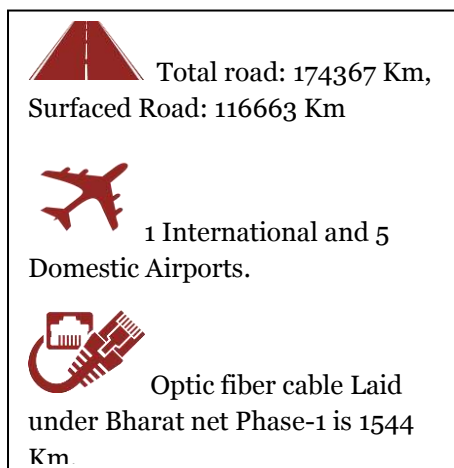 Total road: 174367 Km,
Surfaced Road: 116663 Km
1 International and 5
Domestic Airports.
Optic fiber cable Laid
under Bharat net Phase-1 is 1544
Km.